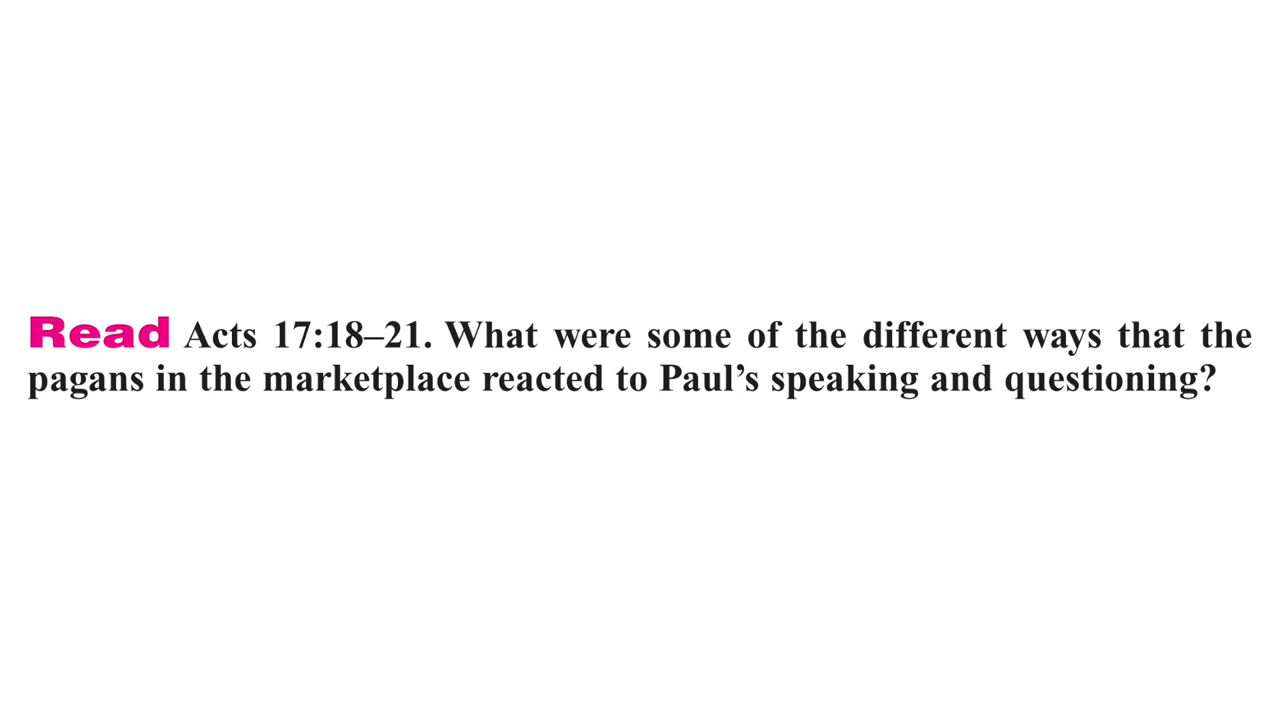 Read Acts 17:18–21. What were some of the different ways that the
pagans in the marketplace reacted to Paul’s speaking and questioning?